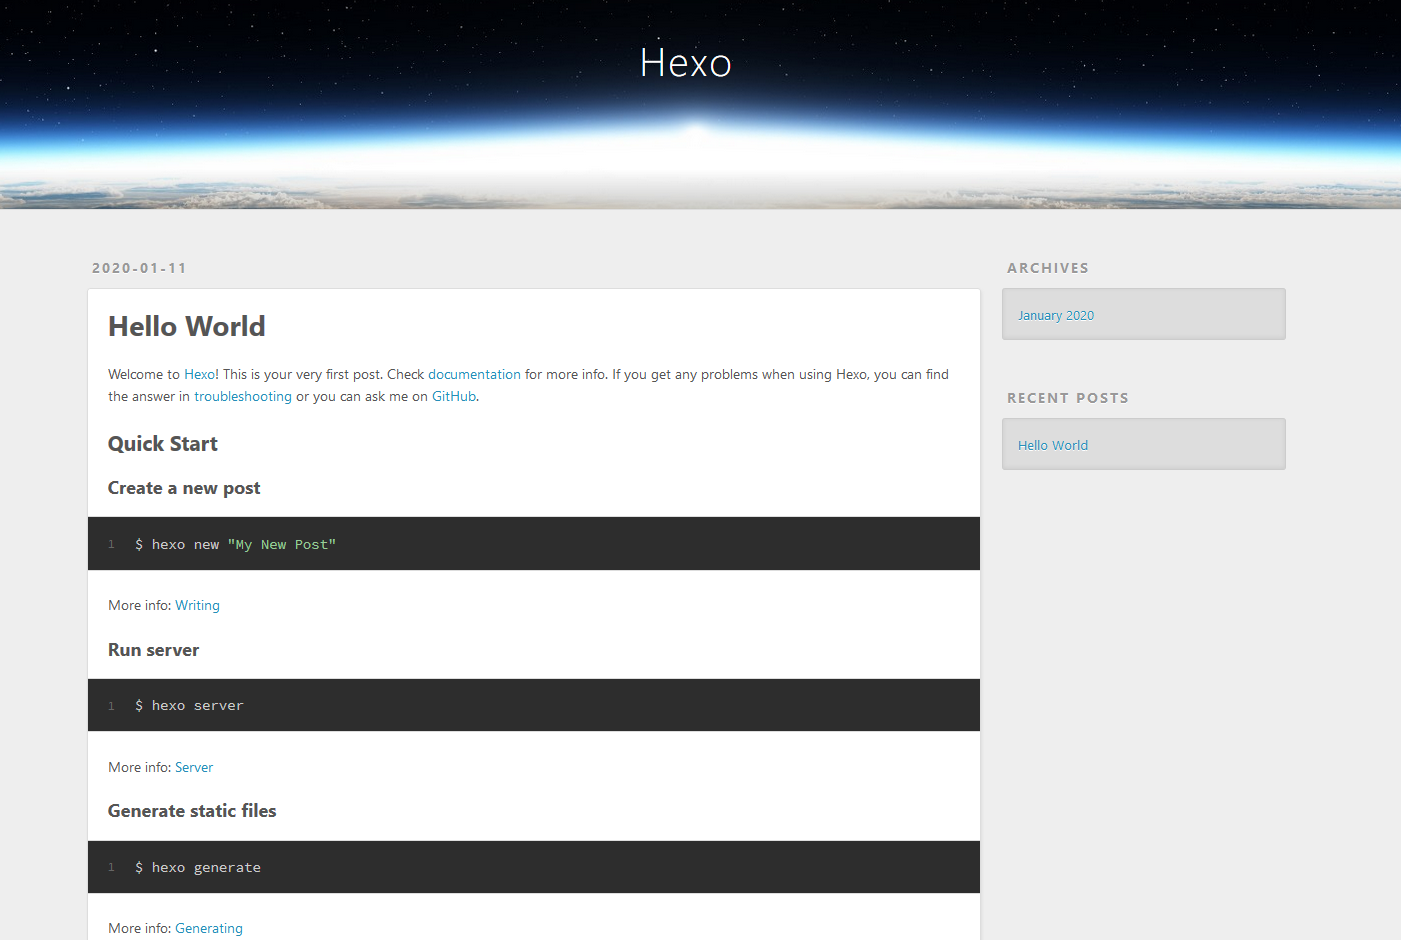 Hexo
2020-01-11
Hello World
Welcome to Hexo! This is your very first post. Check documentation for more info. If you get any problems when using Hexo, you can find
the answer in troubleshooting or you can ask me on GitHub.
Quick Start
Create a new post
1 $ hexo new "My New Post"
More info: Writing
Run server
1 $ hexo server
More info: Server
Generate static files
1 $ hexo generate
More info: Generating
ARCHIVES
January 2020
RECENT POSTS
Hello World